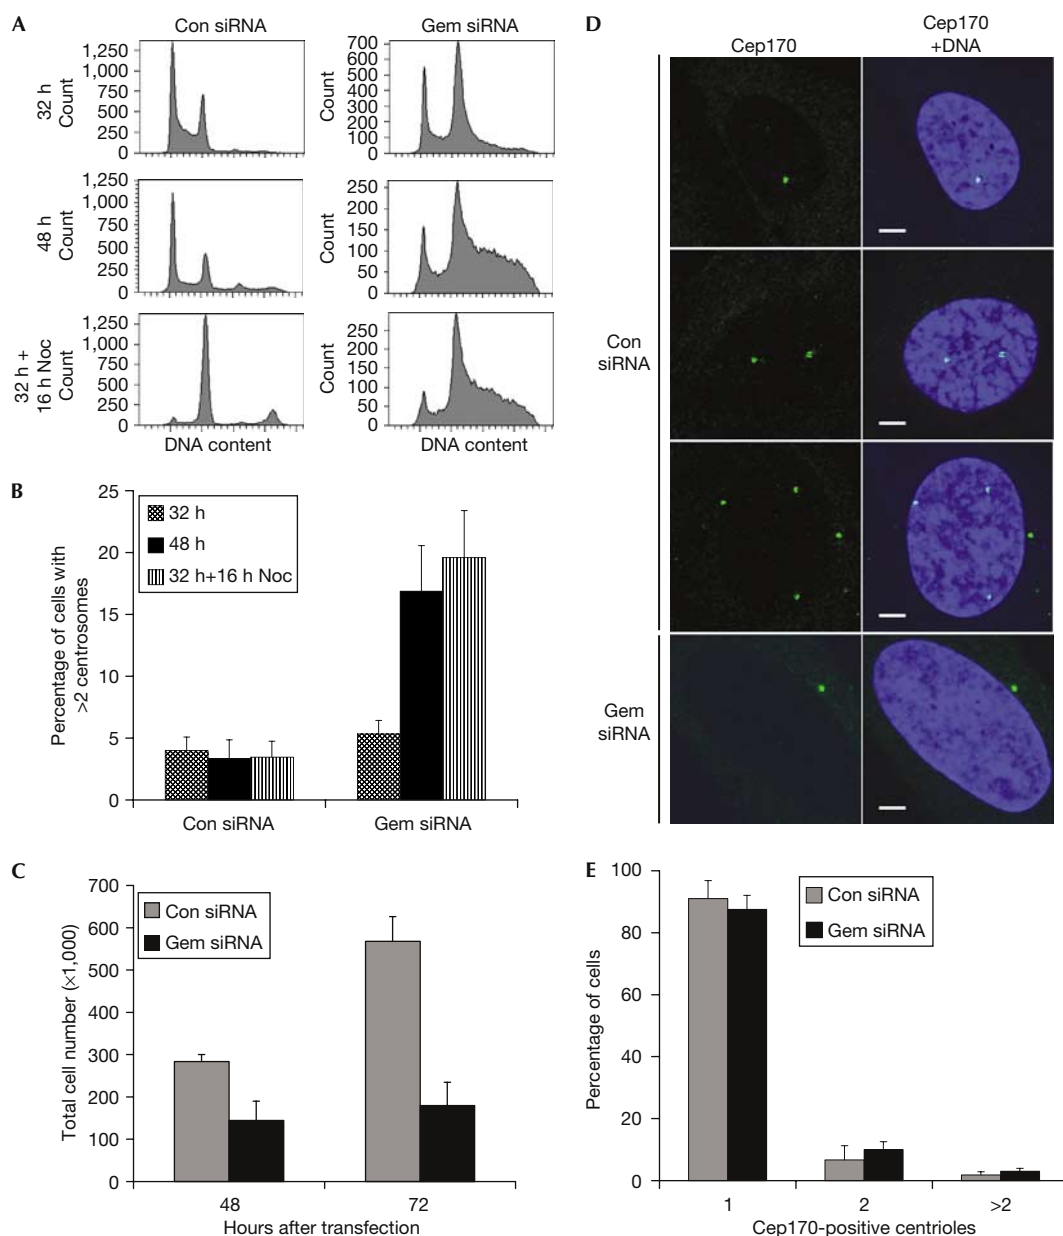 A
Con siRNA
Gem siRNA
32 h
Count
1,250
1,000
750
500
250
0
Count
700
600
500
400
300
200
100
0
48 h
Count
1,250
1,000
750
500
250
0
Count
250
200
150
100
50
0
32 h +
16 h Noc
Count
1,250
1,000
750
500
250
0
Count
250
200
150
100
50
0
DNA content
DNA content
B
Percentage of cells with
>2 centrosomes
25
20
15
10
5
0
32 h
48 h
32 h+16 h Noc
Con siRNA
Gem siRNA
C
Total cell number (×1,000)
700
600
500
400
300
200
100
0
Con siRNA
Gem siRNA
48
72
Hours after transfection
D
Cep170
Cep170
+DNA
Con
siRNA
Gem
siRNA
E
Percentage of cells
100
80
60
40
20
0
Con siRNA
Gem siRNA
1
2
>2
Cep170-positive centrioles